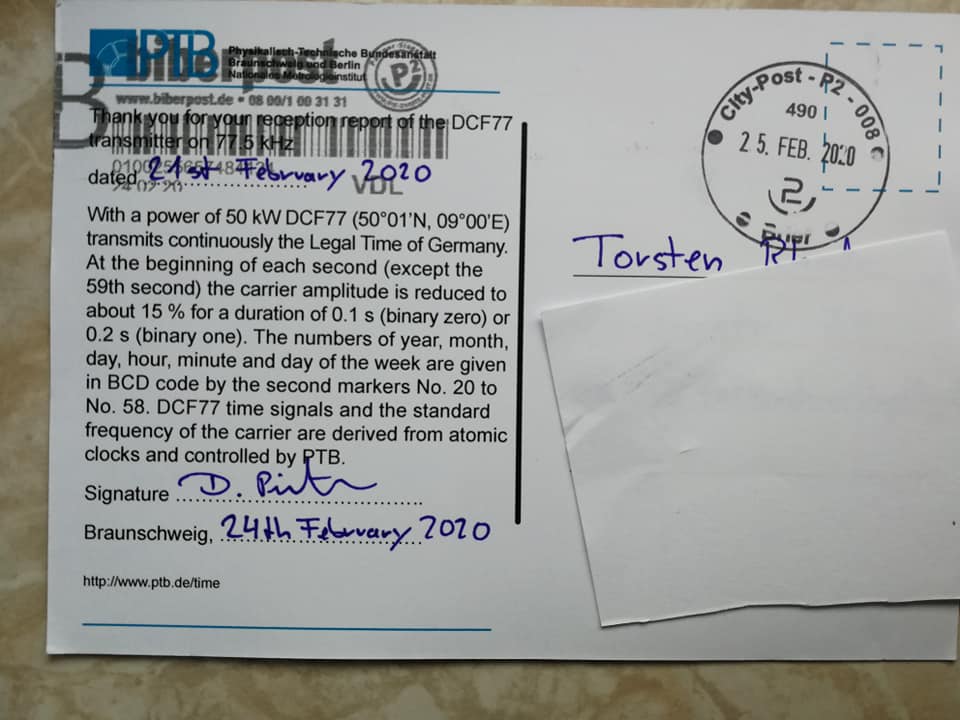 PTB
Physikalisch-Technische Bundesanstalt
Braunschweig und Berlin
Nationales Metrologieinstitut
biberpost
www.biberpost.de • 08 00/1 00 31 31
Thank you for your reception report of the DCF77
transmitter on 77.5 kHz
dated 21st February 2020
24.02.20
VDL
With a power of 50 kW DCF77 (50°01'N, 09°00'E)
transmits continuously the Legal Time of Germany.
At the beginning of each second (except the
59th second) the carrier amplitude is reduced to
about 15 % for a duration of 0.1 s (binary zero) or
0.2 s (binary one). The numbers of year, month,
day, hour, minute and day of the week are given
in BCD code by the second markers No. 20 to
No. 58. DCF77 time signals and the standard
frequency of the carrier are derived from atomic
clocks and controlled by PTB.
Signature D.
Braunschweig, 24th February 2020
http://www.ptb.de/time
City-Post - R2 - 008
490
25. FEB. 2020
Torsten